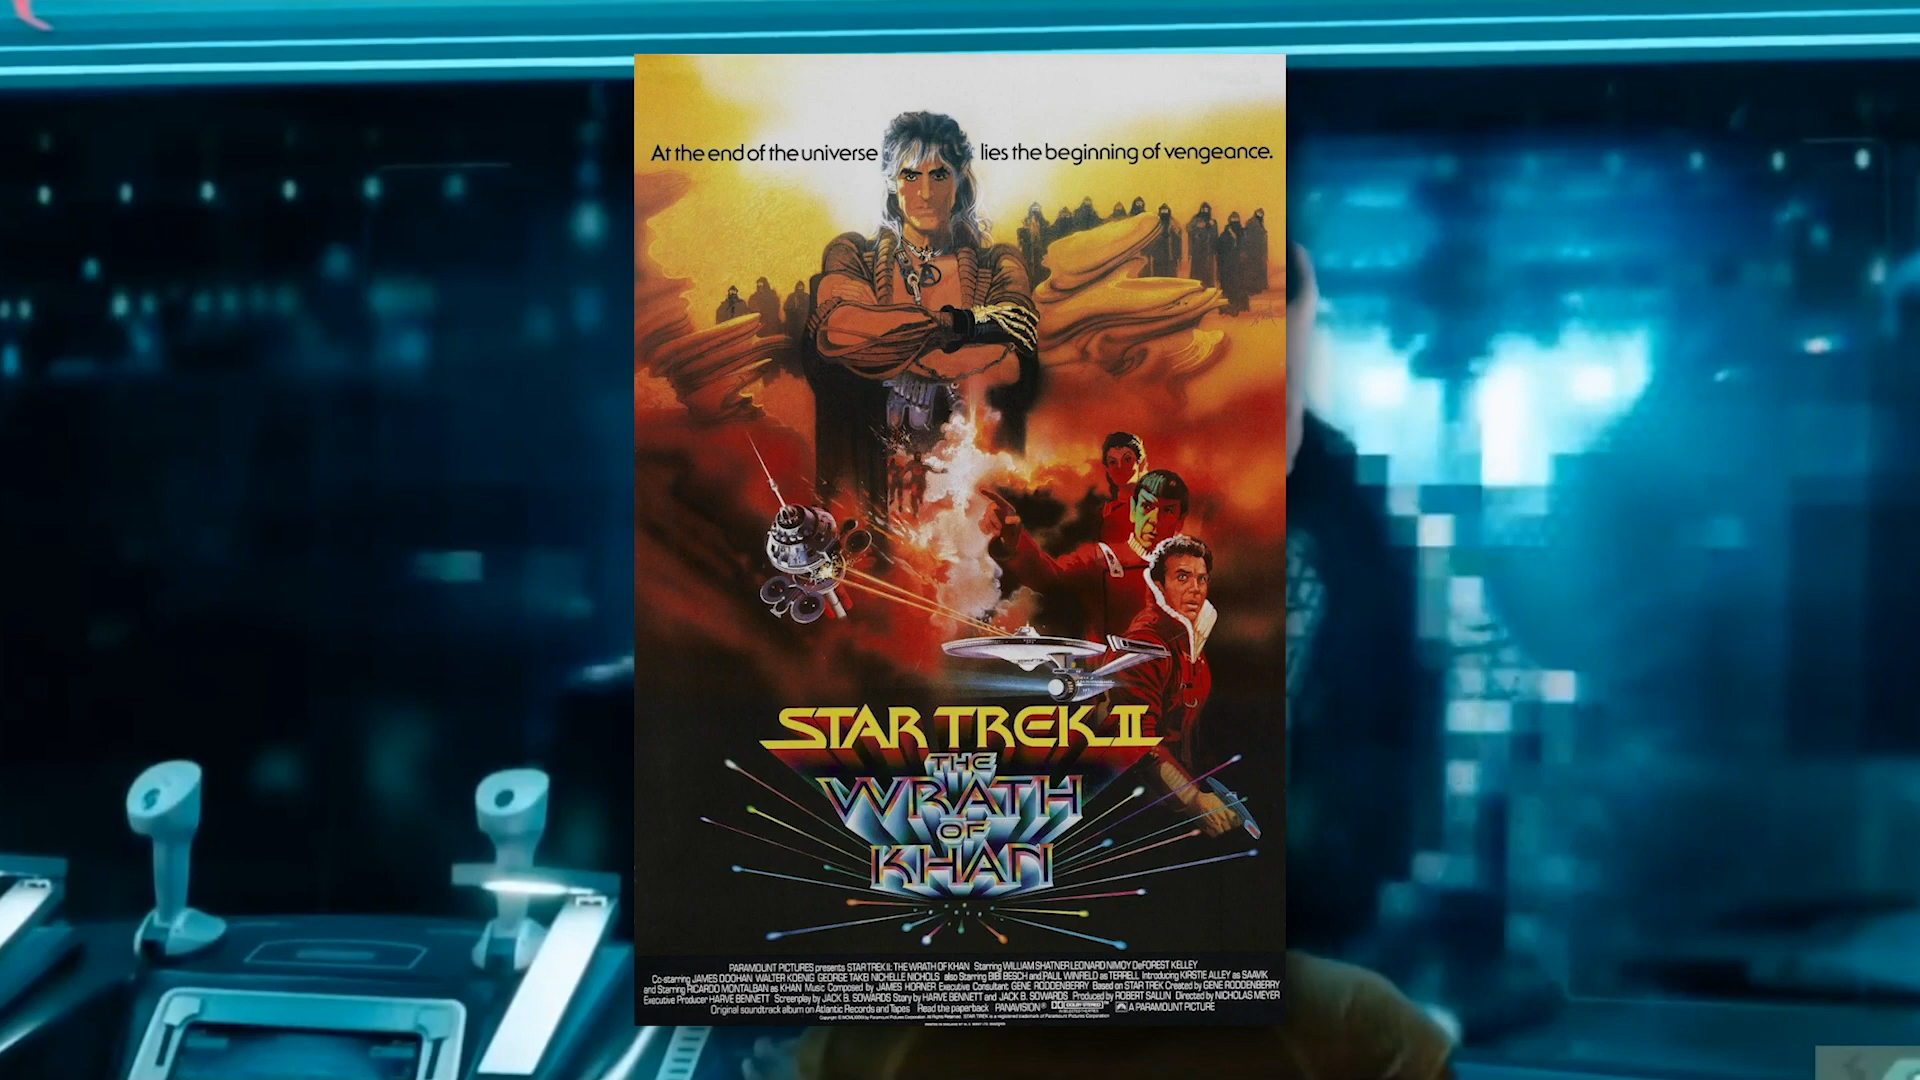 At the end of the universe lies the beginning of vengeance.
STAR TREK II
THE
WRATH
OF
KHAN
PARAMOUNT PICTURES presents STAR TREK II: THE WRATH OF KHAN Starring WILLIAM SHATNER LEONARD NIMOY DeFOREST KELLEY
Co-starring JAMES DOOHAN WALTER KOENIG GEORGE TAKEI NICHELLE NICHOLS also Starring BIBI BESCH and PAUL WINFIELD as TERRELL Introducing KIRSTIE ALLEY as SAAVIK
and Starring RICARDO MONTALBAN as KHAN Music Composed by JAMES HORNER Executive Consultant GENE RODDENBERRY Based on STAR TREK Created by GENE RODDENBERRY
Executive Producer HARVE BENNETT Screenplay by JACK B. SOWARDS Story by HARVE BENNETT and JACK B. SOWARDS Produced by ROBERT SALLIN Directed by NICHOLAS MEYER
Original soundtrack album on Atlantic Records and Tapes Read the paperback PANAVISION® DOLBY STEREO A PARAMOUNT PICTURE